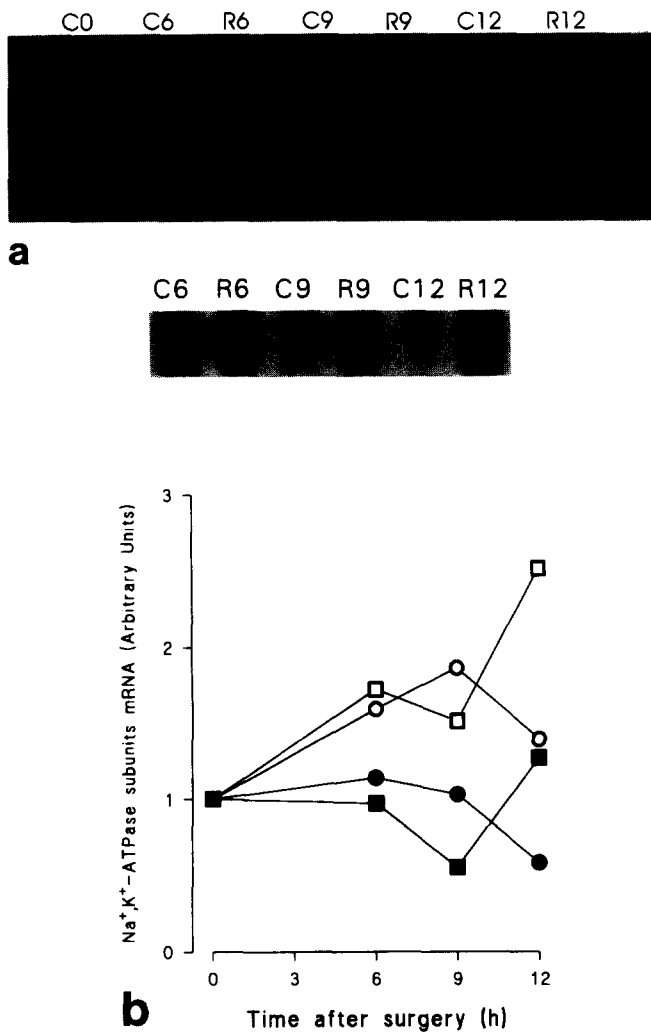 C0 C6 R6 C9 R9 C12 R12
a
C6 R6 C9 R9 C12 R12
Na⁺,K⁺-ATPase subunits mRNA (Arbitrary Units)
3
2
1
0
0 3 6 9 12
b Time after surgery (h)